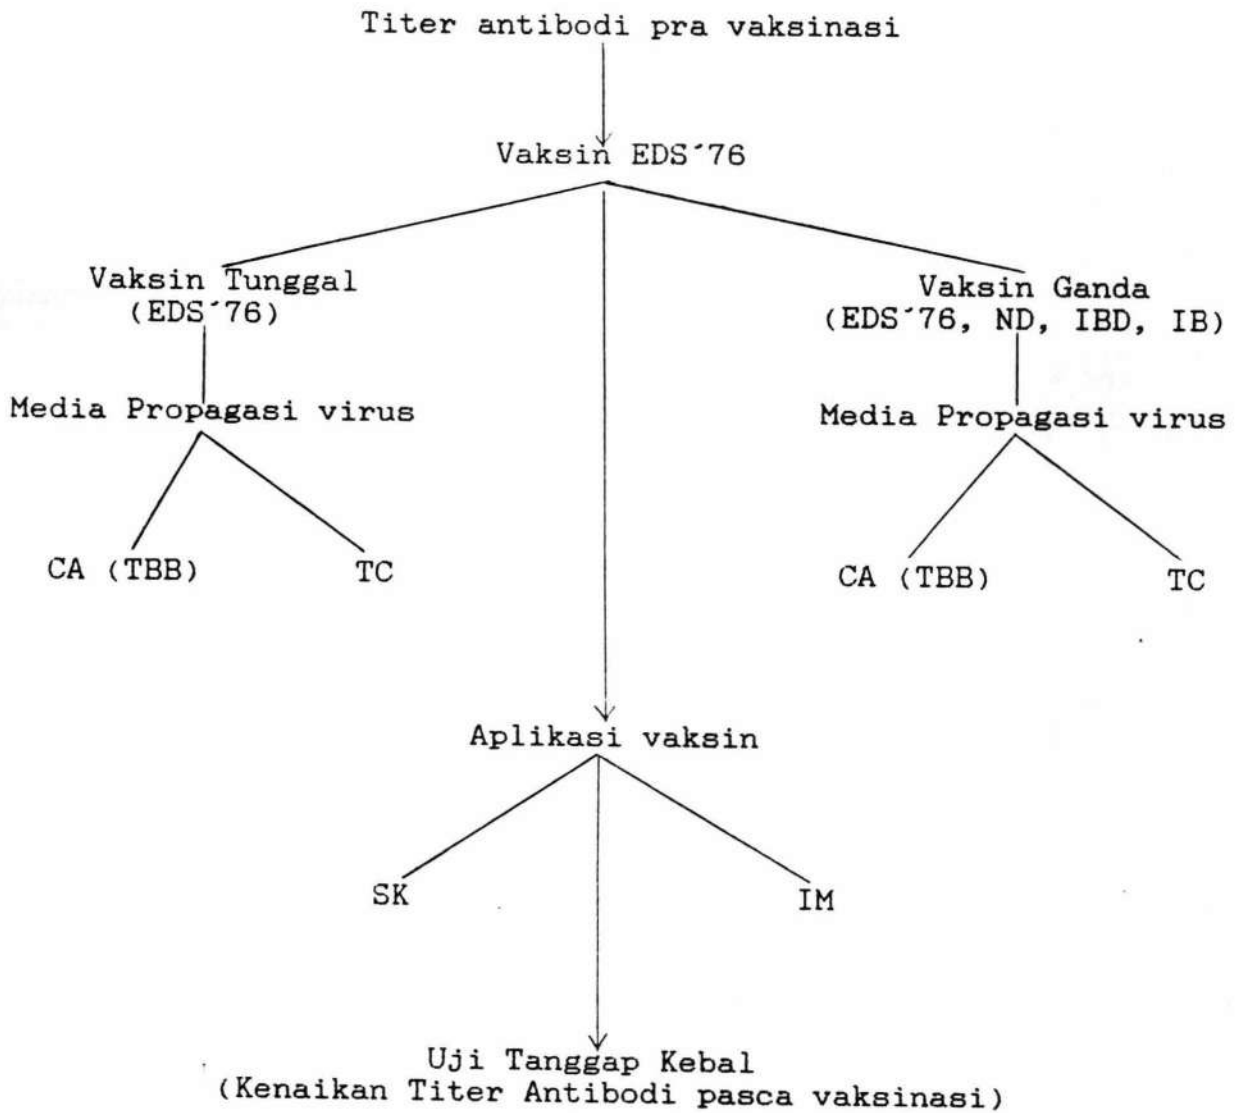 Titer antibodi pra vaksinasi
Vaksin EDS´76
Vaksin Tunggal
(EDS´76)
Vaksin Ganda
(EDS´76, ND, IBD, IB)
Media Propagasi virus
Media Propagasi virus
CA (TBB)
TC
CA (TBB)
TC
Aplikasi vaksin
SK
IM
Uji Tanggap Kebal
(Kenaikan Titer Antibodi pasca vaksinasi)